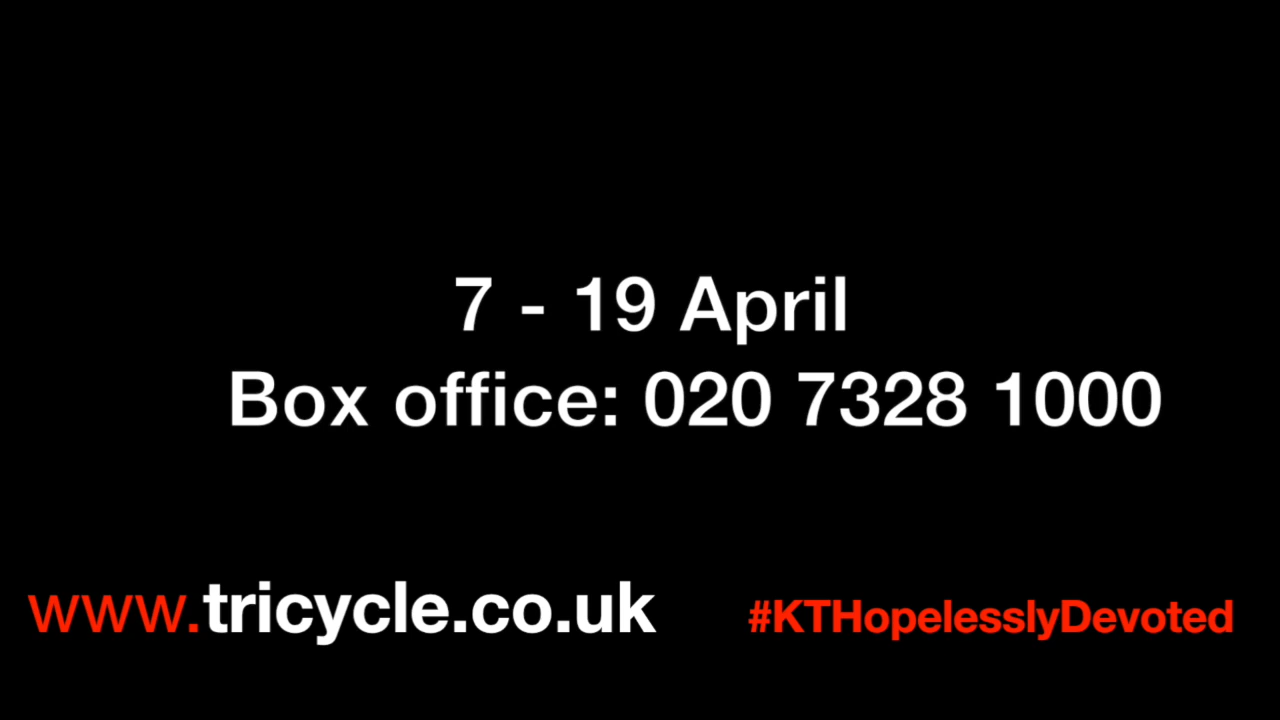 7 - 19 April
Box office: 020 7328 1000
www.tricycle.co.uk
#KTHopelesslyDevoted